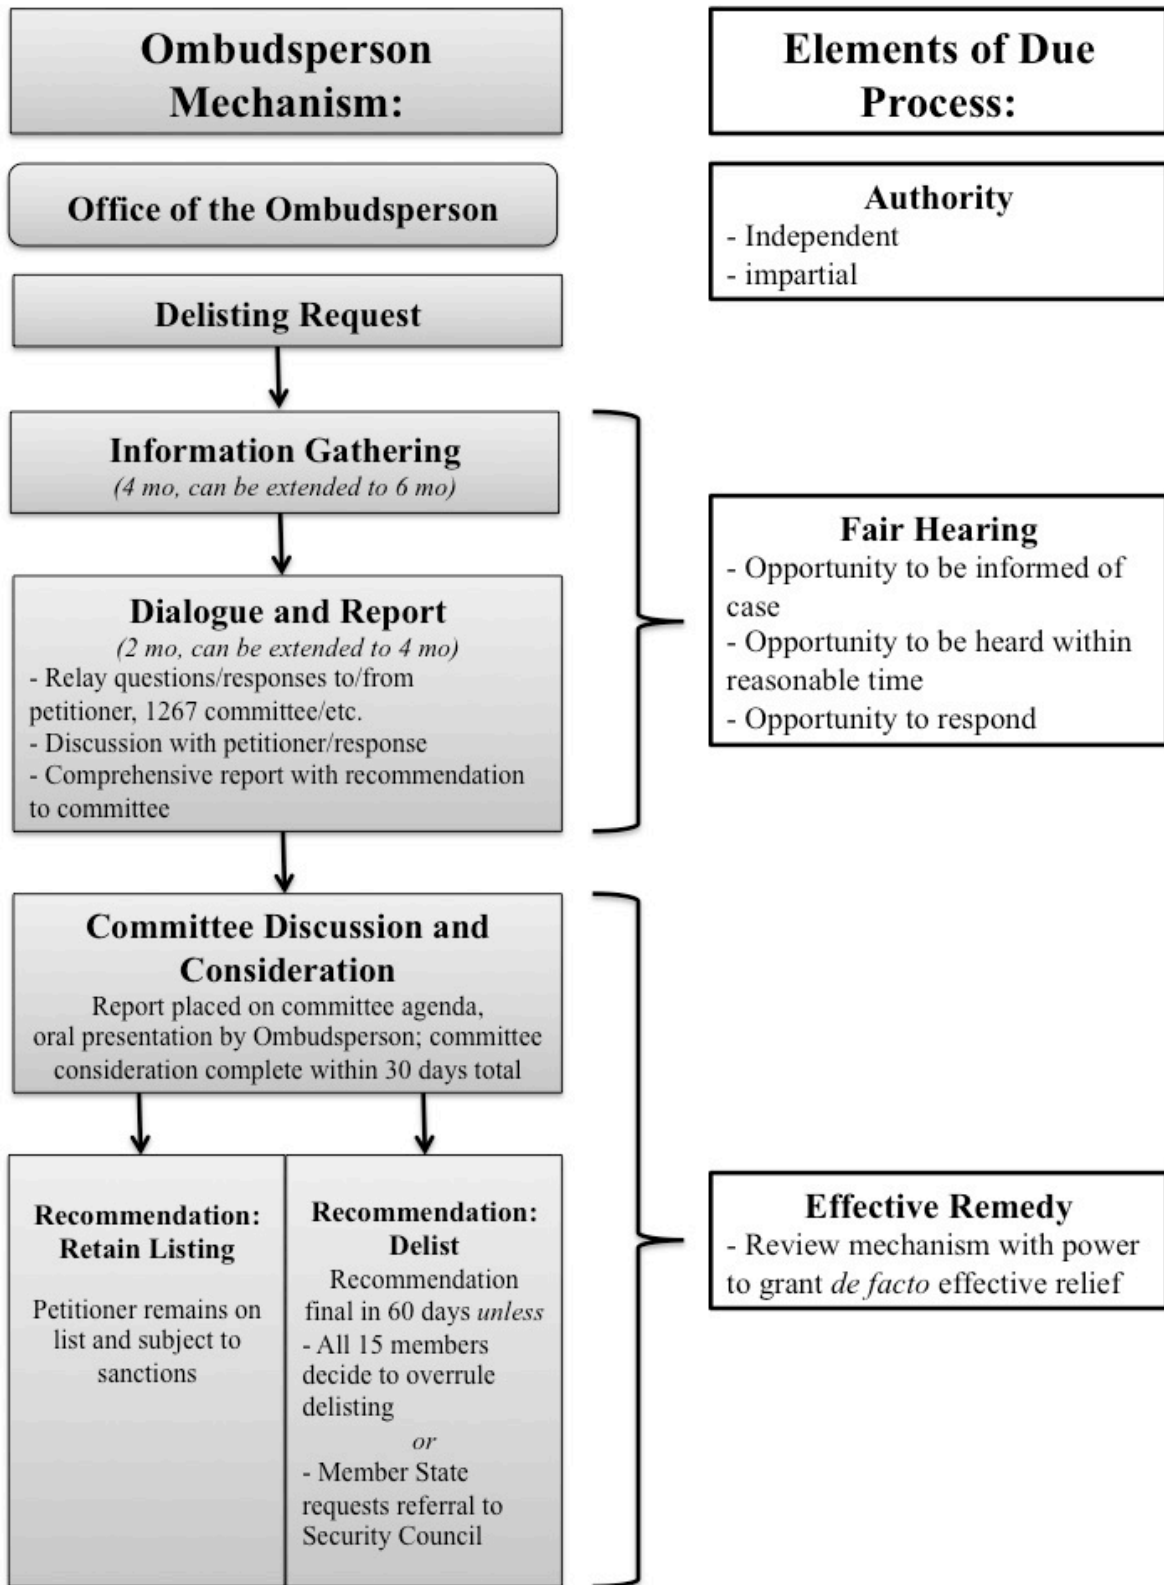 Ombudsperson
Mechanism:
Office of the Ombudsperson
Delisting Request
Information Gathering
(4 mo, can be extended to 6 mo)
Dialogue and Report
(2 mo, can be extended to 4 mo)
- Relay questions/responses to/from
petitioner, 1267 committee/etc.
- Discussion with petitioner/response
- Comprehensive report with recommendation
to committee
Committee Discussion and
Consideration
Report placed on committee agenda,
oral presentation by Ombudsperson; committee
consideration complete within 30 days total
Recommendation:
Retain Listing
Petitioner remains on
list and subject to
sanctions
Recommendation:
Delist
Recommendation
final in 60 days unless
- All 15 members
decide to overrule
delisting
or
- Member State
requests referral to
Security Council
Elements of Due
Process:
Authority
- Independent
- impartial
Fair Hearing
- Opportunity to be informed of
case
- Opportunity to be heard within
reasonable time
- Opportunity to respond
Effective Remedy
- Review mechanism with power
to grant de facto effective relief